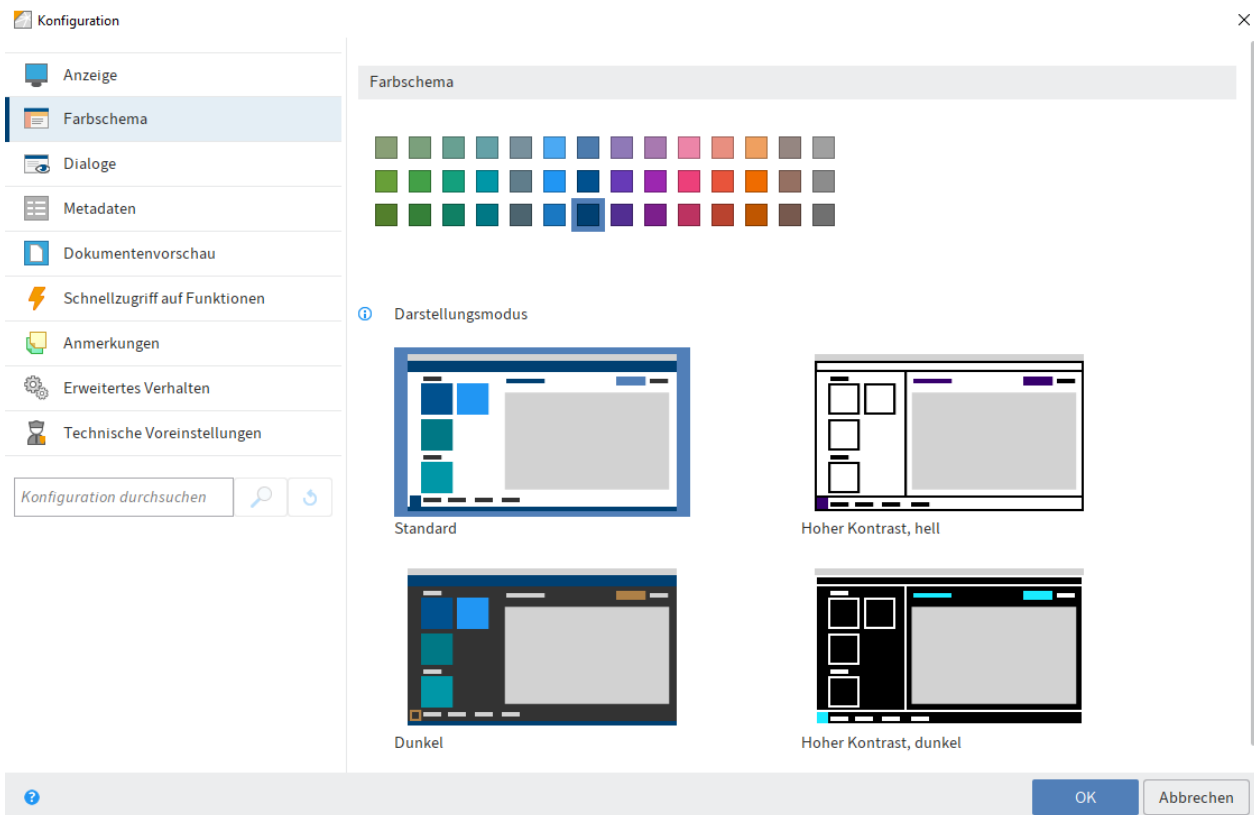 Konfiguration
Anzeige
Farbschema
Dialoge
Metadaten
Dokumentenvorschau
Schnellzugriff auf Funktionen
Anmerkungen
Erweitertes Verhalten
Technische Voreinstellungen
Konfiguration durchsuchen
Farbschema
Darstellungsmodus
Standard
Hoher Kontrast, hell
Dunkel
Hoher Kontrast, dunkel
OK
Abbrechen